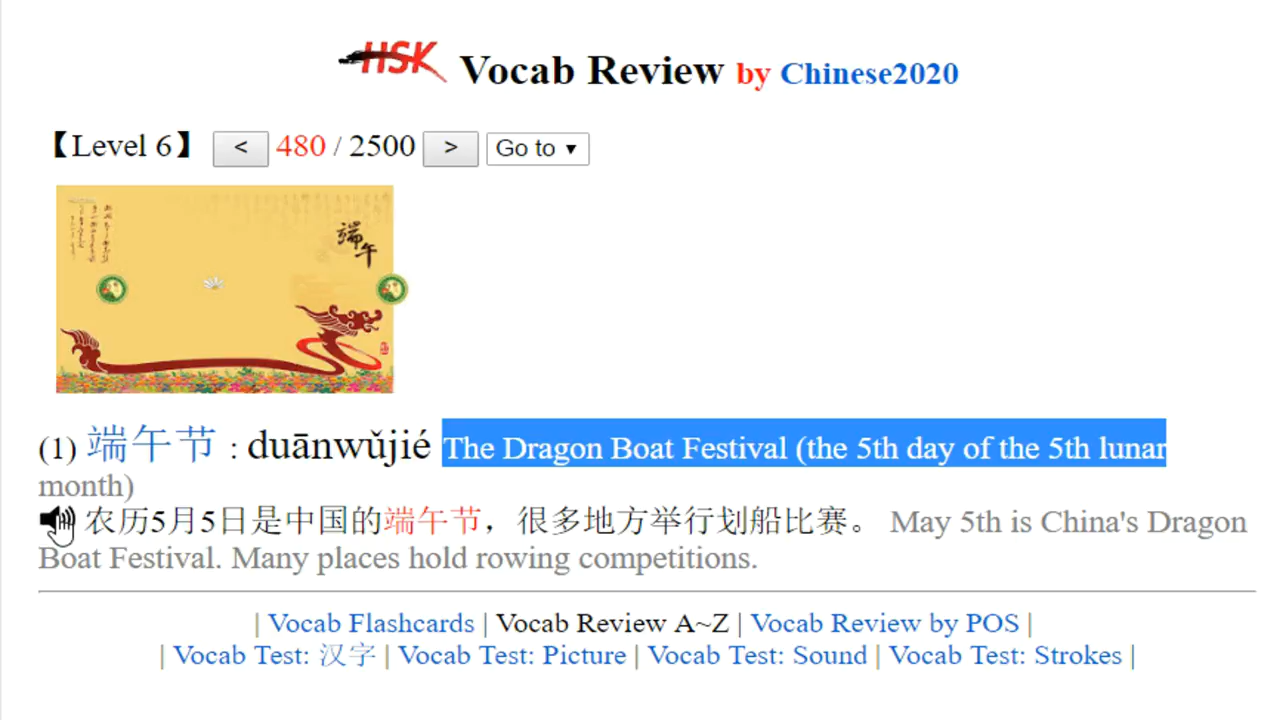 HSK Vocab Review by Chinese2020
【Level 6】 < 480 / 2500 > Go to ▼
端午
(1) 端午节 : duānwǔjié The Dragon Boat Festival (the 5th day of the 5th lunar
month)
农历5月5日是中国的端午节，很多地方举行划船比赛。 May 5th is China's Dragon
Boat Festival. Many places hold rowing competitions.
| Vocab Flashcards | Vocab Review A~Z | Vocab Review by POS |
| Vocab Test: 汉字 | Vocab Test: Picture | Vocab Test: Sound | Vocab Test: Strokes |